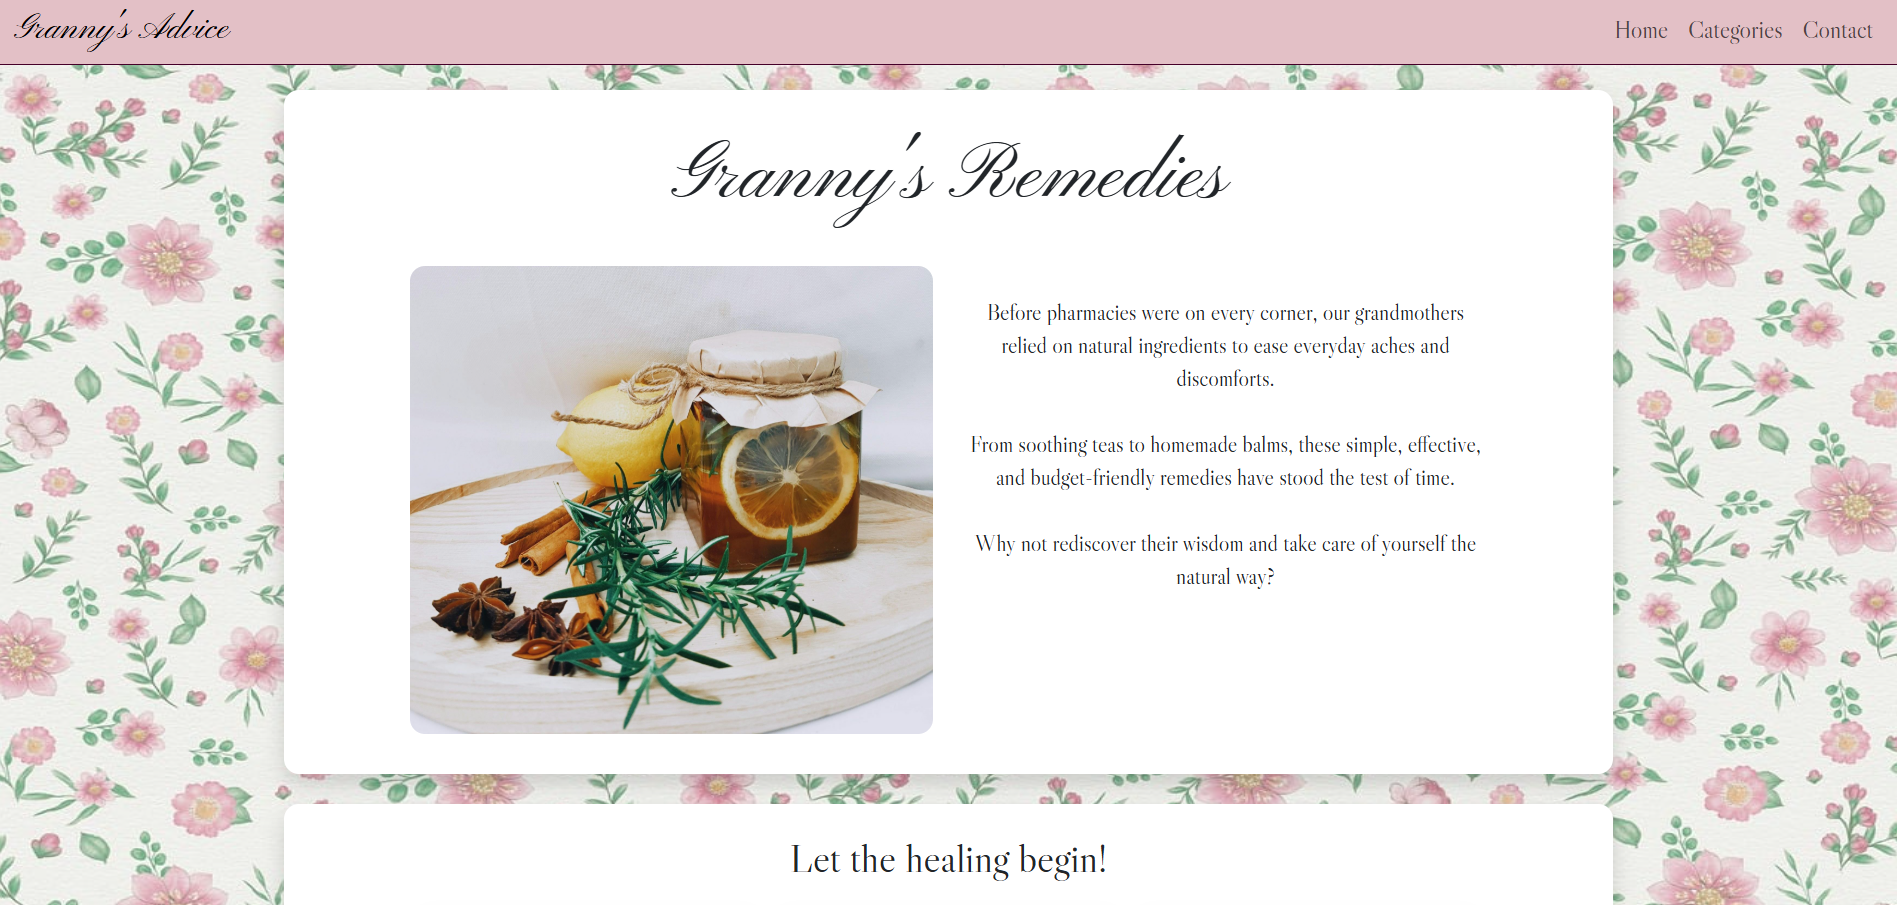 Granny's Advice
Home Categories Contact
Granny's Remedies
Before pharmacies were on every corner, our grandmothers
relied on natural ingredients to ease everyday aches and
discomforts.
From soothing teas to homemade balms, these simple, effective,
and budget-friendly remedies have stood the test of time.
Why not rediscover their wisdom and take care of yourself the
natural way?
Let the healing begin!